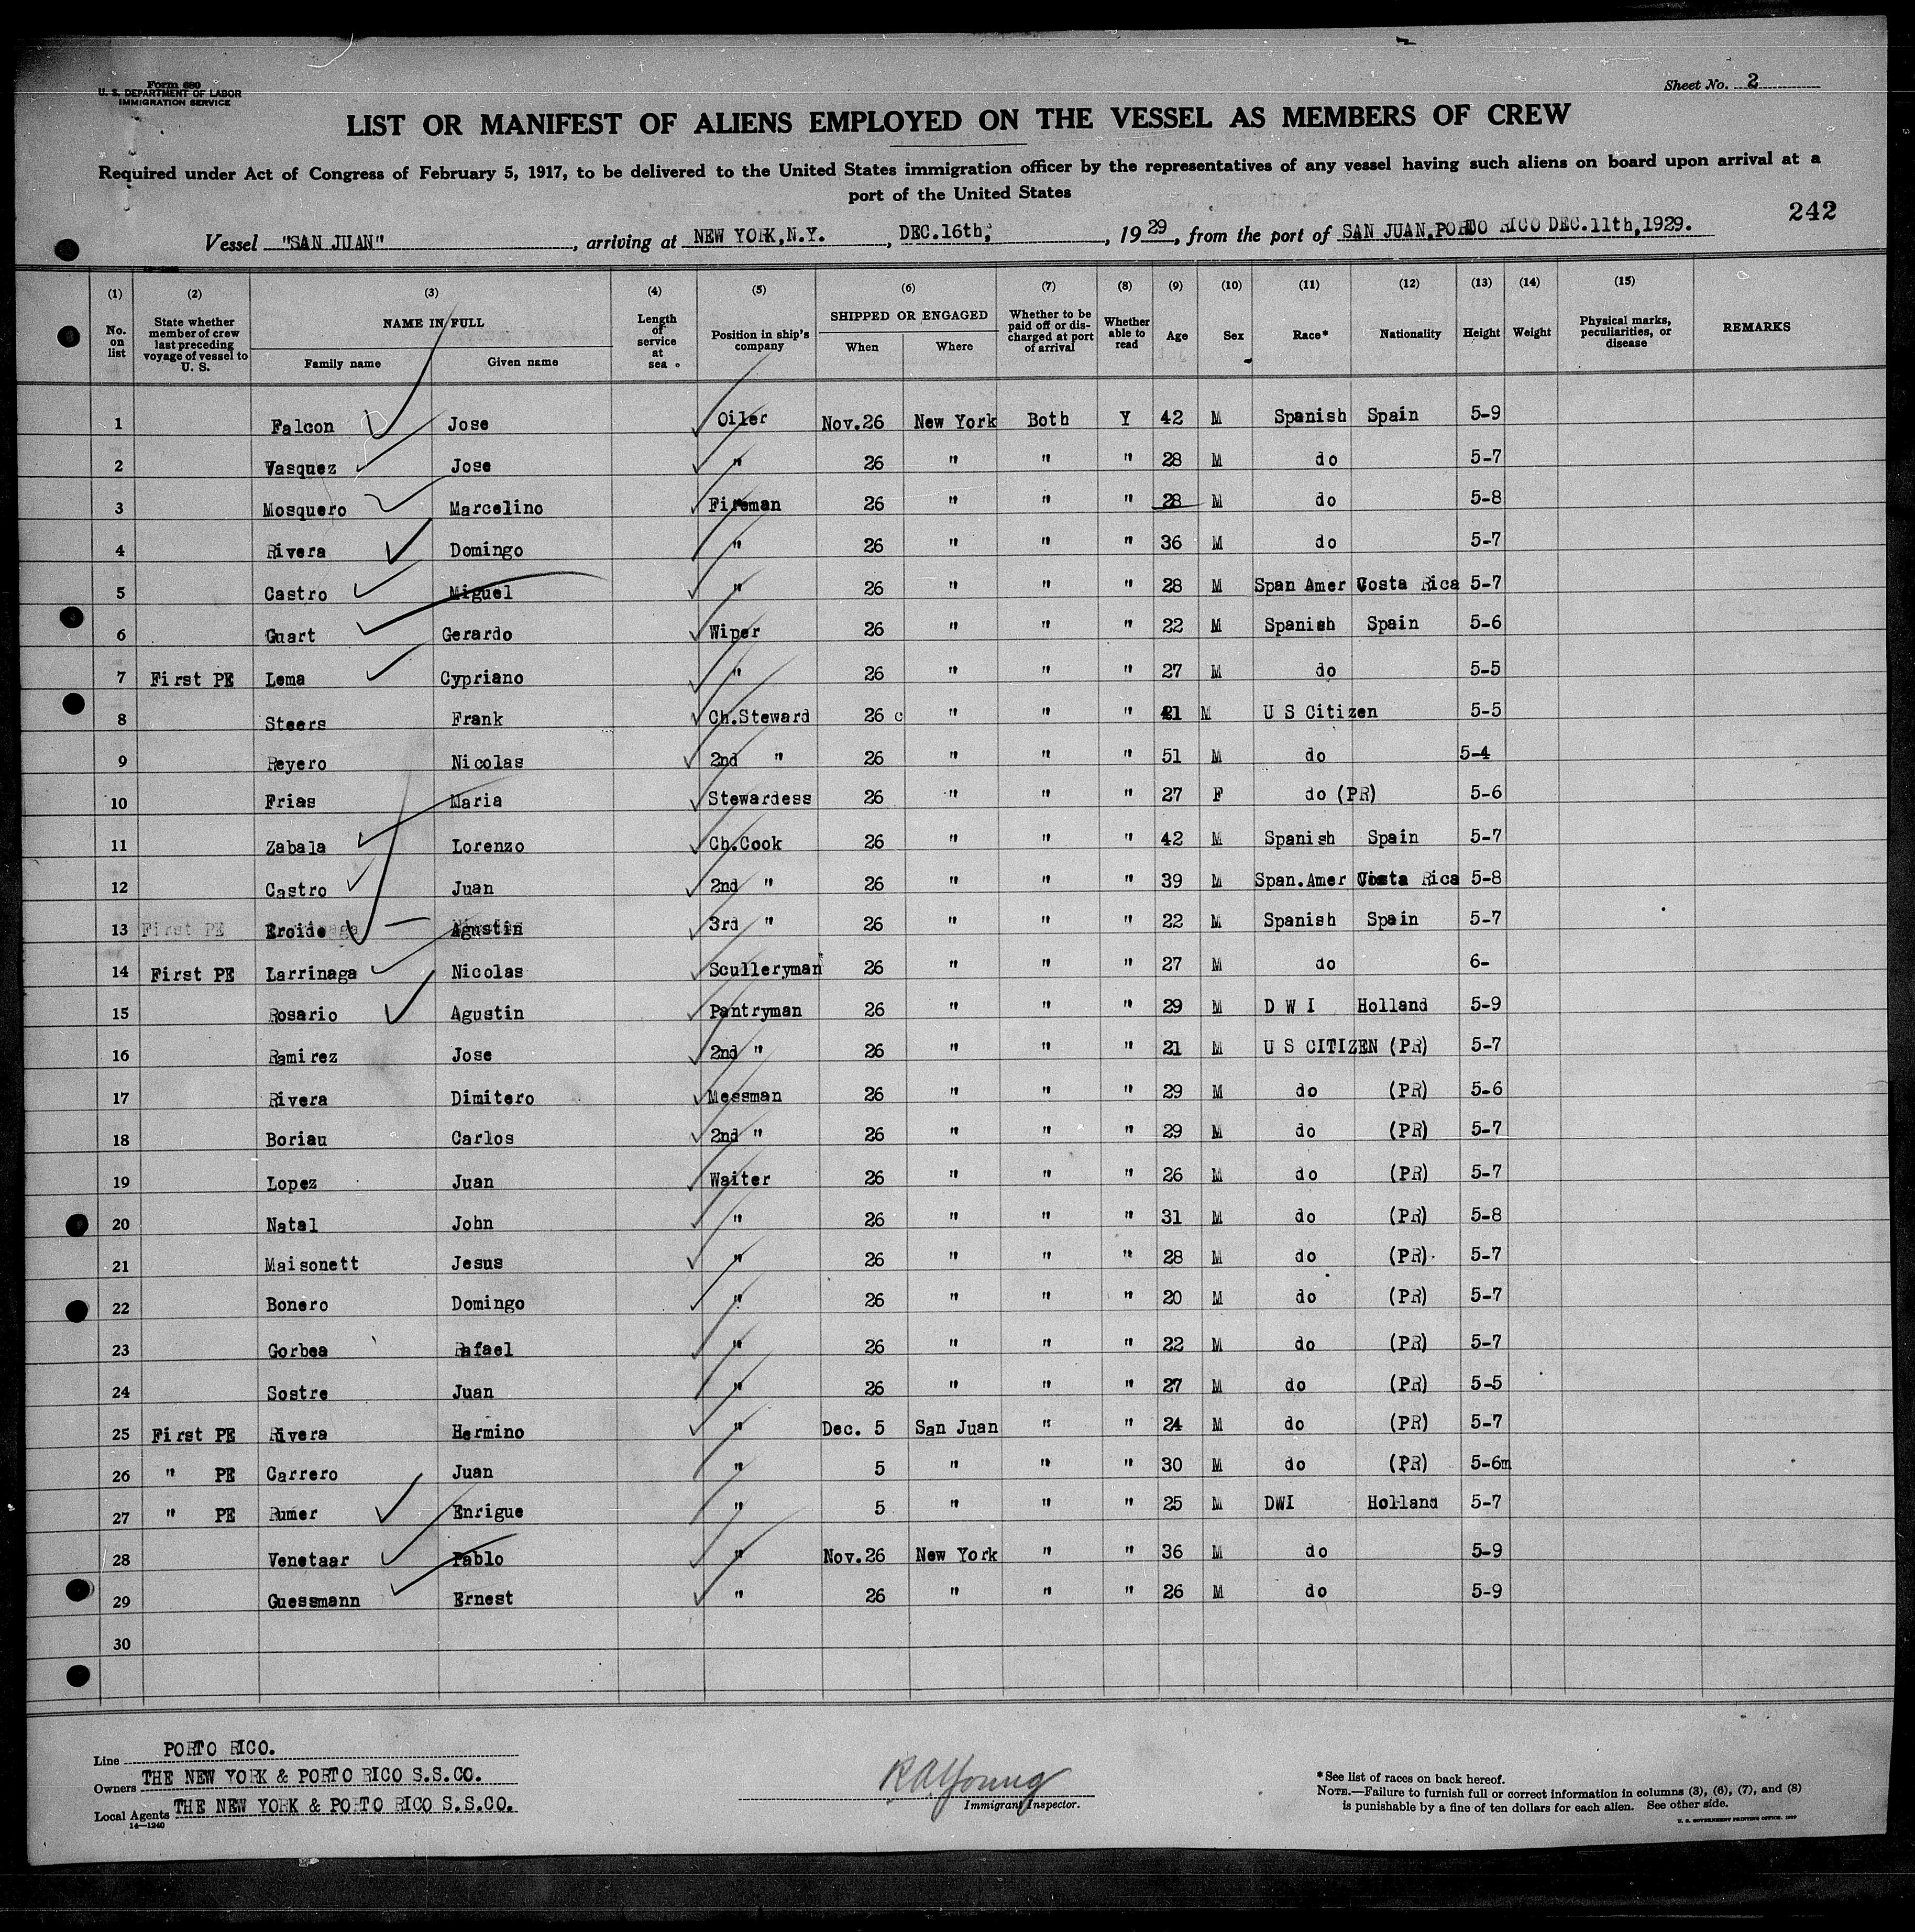 Form 680
U. S. DEPARTMENT OF LABOR
IMMIGRATION SERVICE
Sheet No. 2
LIST OR MANIFEST OF ALIENS EMPLOYED ON THE VESSEL AS MEMBERS OF CREW
Required under Act of Congress of February 5, 1917, to be delivered to the United States immigration officer by the representatives of any vessel having such aliens on board upon arrival at a
port of the United States
242
Vessel "SAN JUAN", arriving at NEW YORK,N.Y., DEC.16th, 1929, from the port of SAN JUAN,PORTO RICO DEC.11th,1929.
(1) (2) (3) (4) (5) (6) (7) (8) (9) (10) (11) (12) (13) (14) (15)
No. on list
State whether member of crew last preceding voyage of vessel to U. S.
NAME IN FULL
Family name
Given name
Length of service at sea
Position in ship's company
SHIPPED OR ENGAGED
When
Where
Whether to be paid off or discharged at port of arrival
Whether able to read
Age
Sex
Race*
Nationality
Height
Weight
Physical marks, peculiarities, or disease
REMARKS
1 Falcon Jose Oiler Nov.26 New York Both Y 42 M Spanish Spain 5-9
2 Vasquez Jose " 26 " " " 28 M do 5-7
3 Mosquero Marcelino Fireman 26 " " " 28 M do 5-8
4 Rivera Domingo " 26 " " " 36 M do 5-7
5 Castro Miguel " 26 " " " 28 M Span Amer Costa Rica 5-7
6 Guart Gerardo Wiper 26 " " " 22 M Spanish Spain 5-6
7 First PE Lema Cypriano " 26 " " " 27 M do 5-5
8 Steers Frank Ch.Steward 26 c " " " 41 M U S Citizen 5-5
9 Reyero Nicolas 2nd " 26 " " " 51 M do 5-4
10 Frias Maria Stewardess 26 " " " 27 F do (PR) 5-6
11 Zabala Lorenzo Ch.Cook 26 " " " 42 M Spanish Spain 5-7
12 Castro Juan 2nd " 26 " " " 39 M Span.Amer Costa Rica 5-8
13 First PE Agustin 3rd " 26 " " " 22 M Spanish Spain 5-7
14 First PE Larrinaga Nicolas Sculleryman 26 " " " 27 M do 6-
15 Rosario Agustin Pantryman 26 " " " 29 M D W I Holland 5-9
16 Ramirez Jose 2nd " 26 " " " 21 M U S CITIZEN (PR) 5-7
17 Rivera Dimitero Messman 26 " " " 29 M do (PR) 5-6
18 Boriau Carlos 2nd " 26 " " " 29 M do (PR) 5-7
19 Lopez Juan Waiter 26 " " " 26 M do (PR) 5-7
20 Natal John " 26 " " " 31 M do (PR) 5-8
21 Maisonett Jesus " 26 " " " 28 M do (PR) 5-7
22 Bonero Domingo " 26 " " " 20 M do (PR) 5-7
23 Gorbea Rafael " 26 " " " 22 M do (PR) 5-7
24 Sostre Juan " 26 " " " 27 M do (PR) 5-5
25 First PE Rivera Hermino " Dec. 5 San Juan " " 24 M do (PR) 5-7
26 " PE Carrero Juan " 5 " " " 30 M do (PR) 5-6m
27 " PE Rumer Enrigue " 5 " " " 25 M DWI Holland 5-7
28 Venetaar Pablo " Nov.26 New York " " 36 M do 5-9
29 Guessmann Ernest " 26 " " " 26 M do 5-9
30
Line PORTO RICO.
Owners THE NEW YORK & PORTO RICO S.S.CO.
Local Agents THE NEW YORK & PORTO RICO S.S.CO.
14—1240
R A Young
Immigrant Inspector.
*See list of races on back hereof.
NOTE.—Failure to furnish full or correct information in columns (3), (6), (7), and (8)
is punishable by a fine of ten dollars for each alien. See other side.